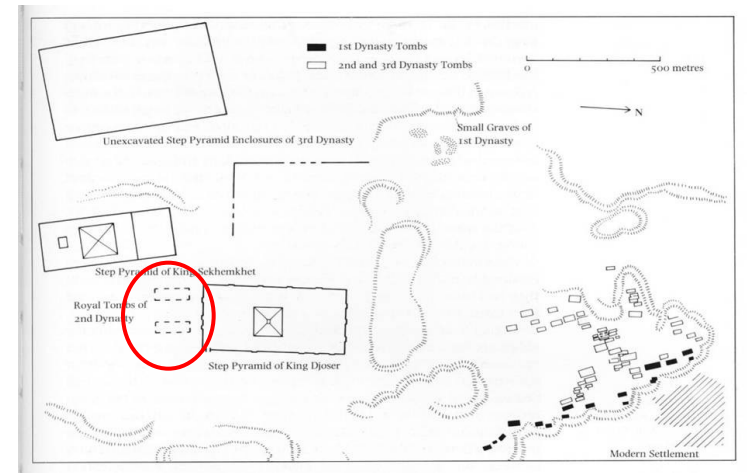 1st Dynasty Tombs
2nd and 3rd Dynasty Tombs
0 500 metres
N
Unexcavated Step Pyramid Enclosures of 3rd Dynasty
Small Graves of
1st Dynasty
Step Pyramid of King Sekhemkhet
Royal Tombs of
2nd Dynasty
Step Pyramid of King Djoser
Modern Settlement